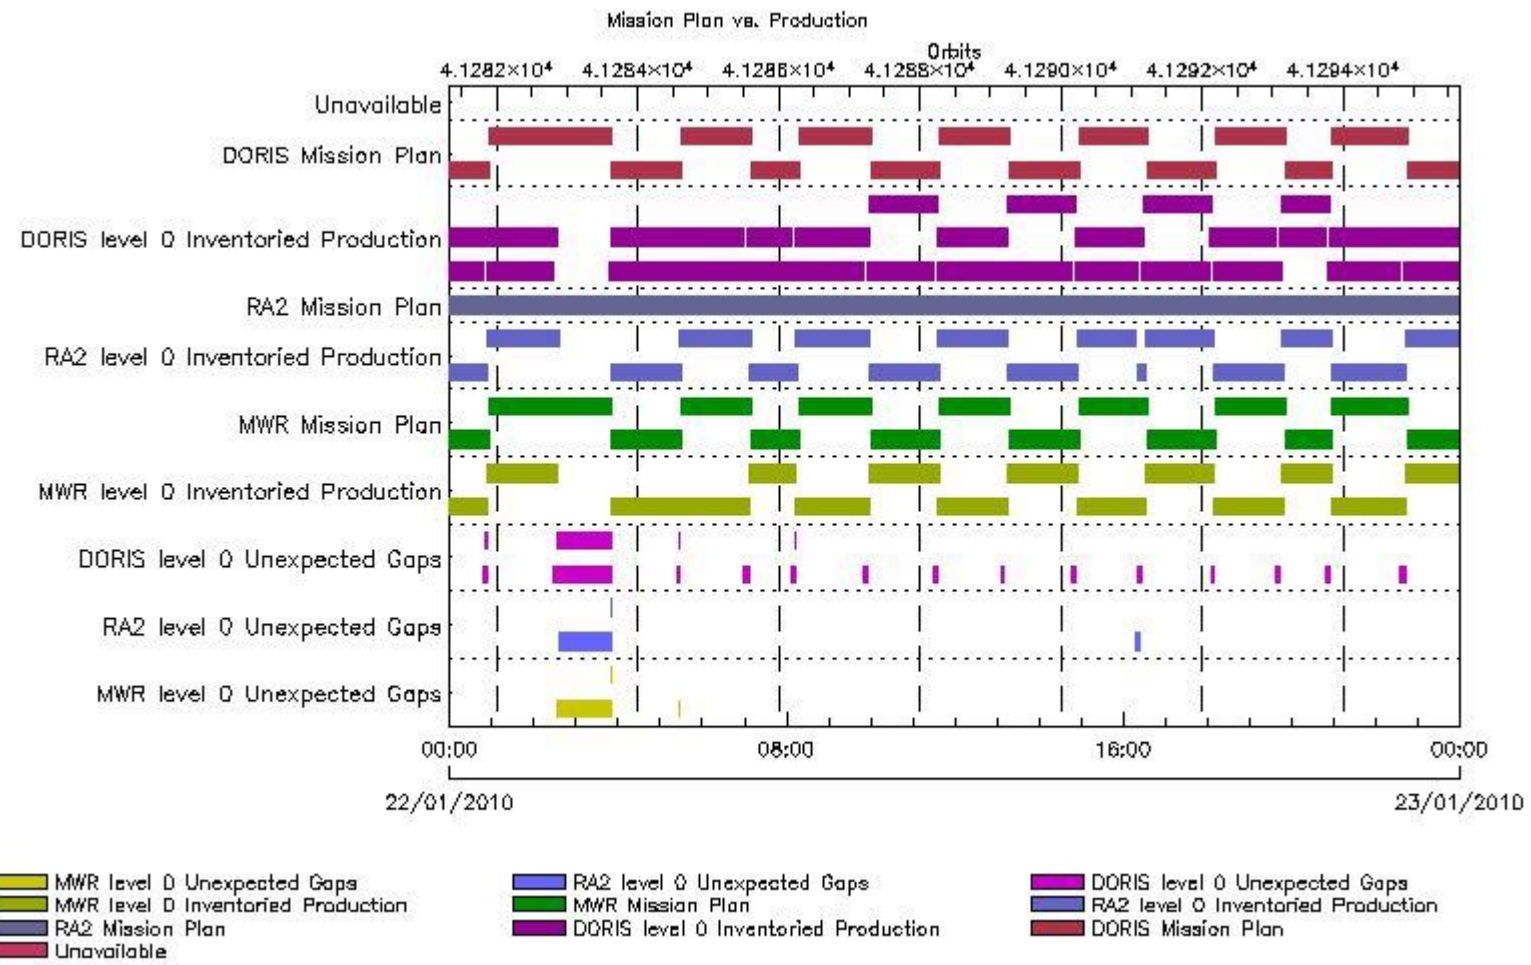 Mission Plan vs. Production
Orbits
4.1282×10⁴ 4.1284×10⁴ 4.1286×10⁴ 4.1288×10⁴ 4.1290×10⁴ 4.1292×10⁴ 4.1294×10⁴
Unavailable
DORIS Mission Plan
DORIS level 0 Inventoried Production
RA2 Mission Plan
RA2 level 0 Inventoried Production
MWR Mission Plan
MWR level 0 Inventoried Production
DORIS level 0 Unexpected Gaps
RA2 level 0 Unexpected Gaps
MWR level 0 Unexpected Gaps
00:00 08:00 16:00 00:00
22/01/2010 23/01/2010
MWR level 0 Unexpected Gaps RA2 level 0 Unexpected Gaps DORIS level 0 Unexpected Gaps
MWR level 0 Inventoried Production MWR Mission Plan RA2 level 0 Inventoried Production
RA2 Mission Plan DORIS level 0 Inventoried Production DORIS Mission Plan
Unavailable